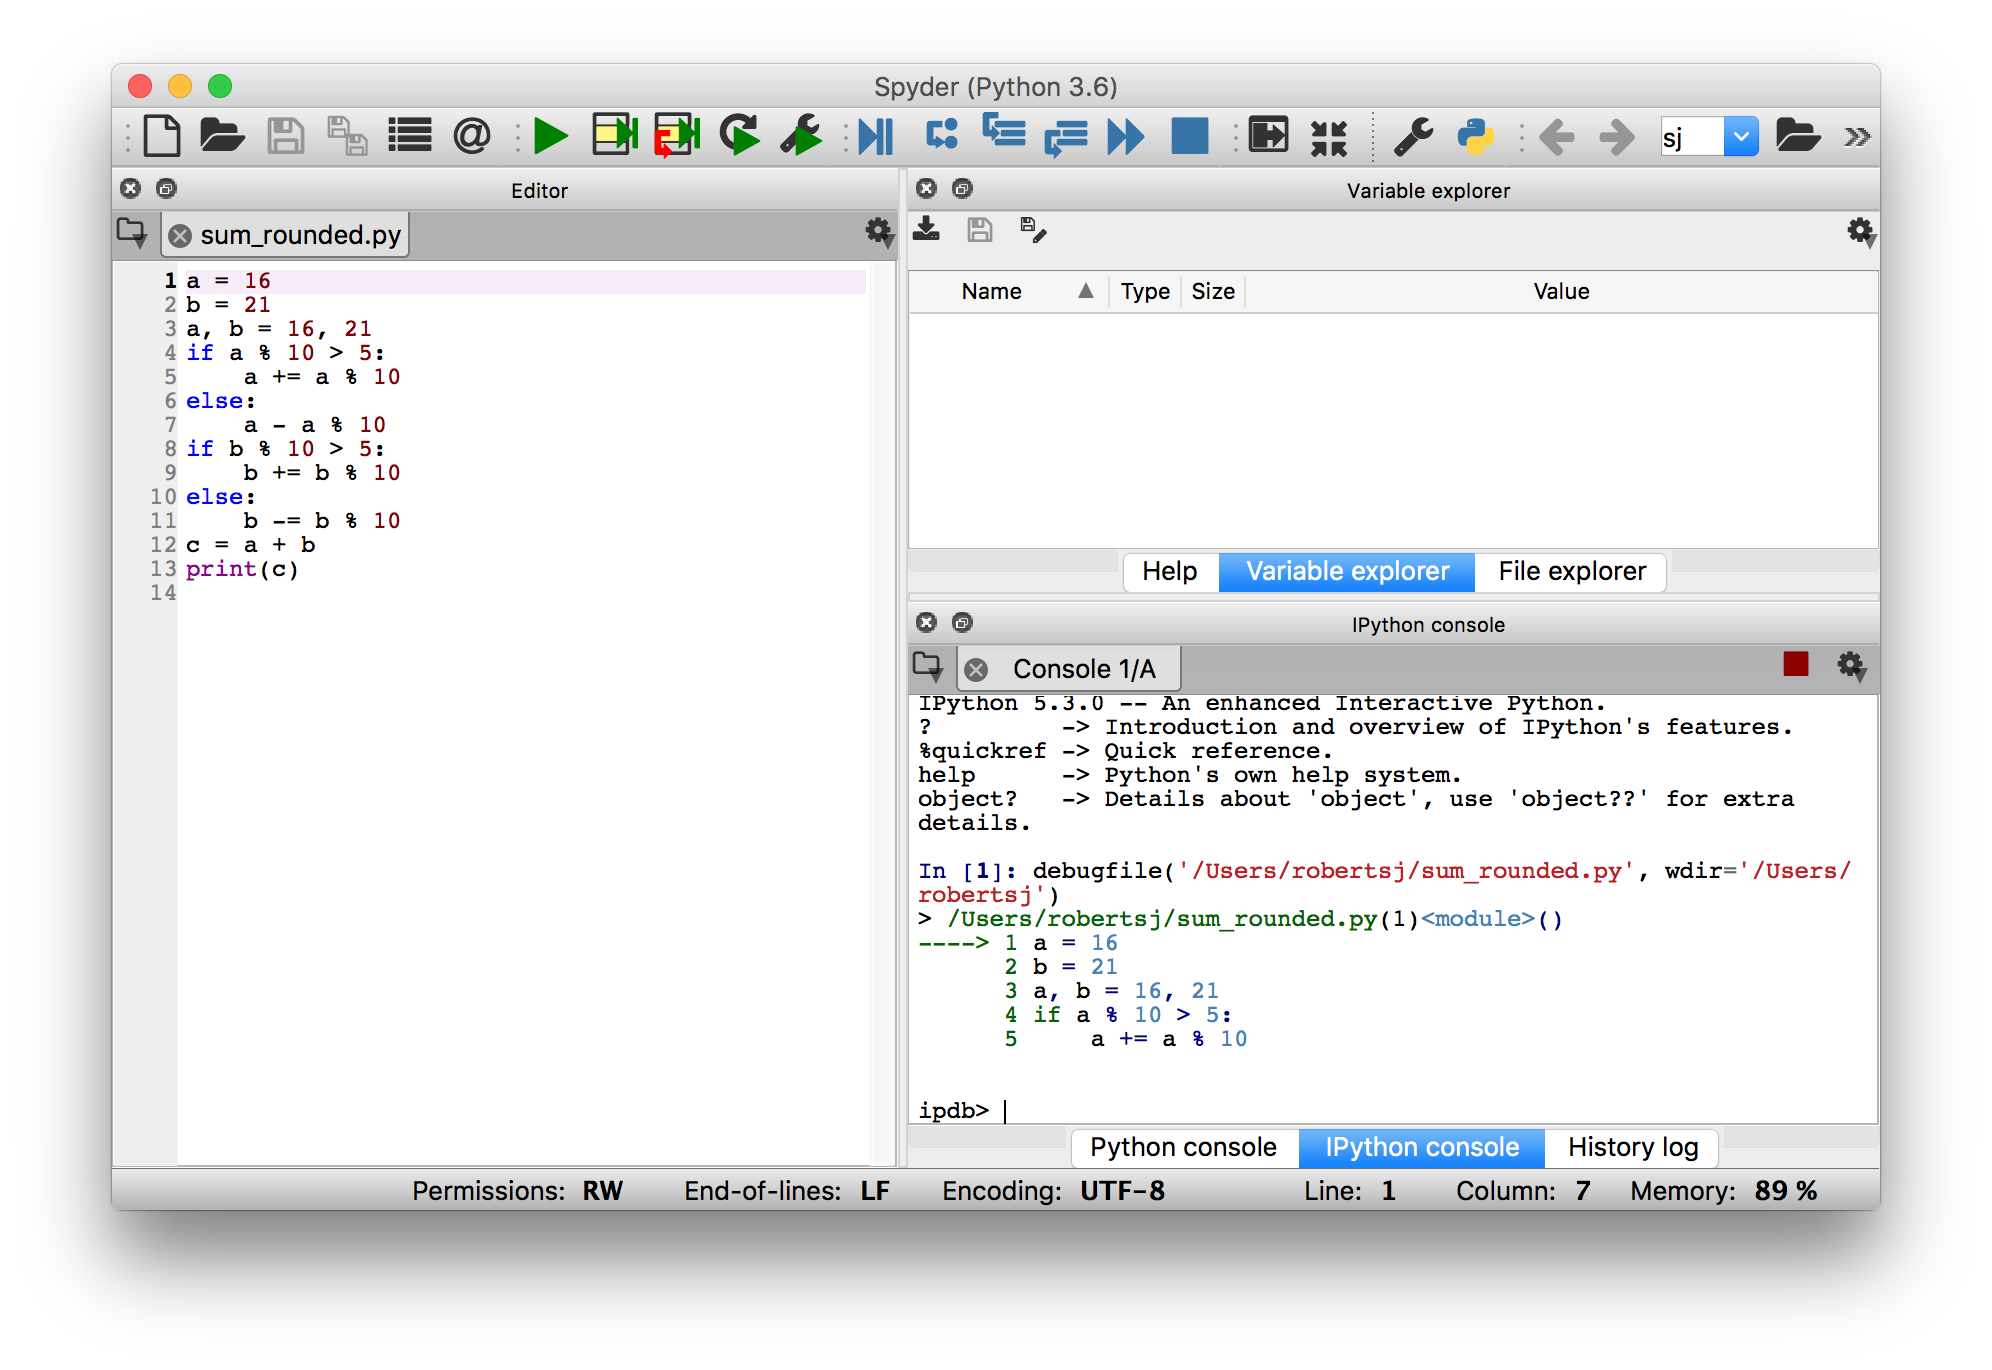 Spyder (Python 3.6)
@
sj
Editor
sum_rounded.py
1 a = 16
2 b = 21
3 a, b = 16, 21
4 if a % 10 > 5:
5     a += a % 10
6 else:
7     a - a % 10
8 if b % 10 > 5:
9     b += b % 10
10 else:
11     b -= b % 10
12 c = a + b
13 print(c)
14
Variable explorer
Name Type Size Value
Help Variable explorer File explorer
IPython console
Console 1/A
IPython 5.3.0 -- An enhanced Interactive Python.
?         -> Introduction and overview of IPython's features.
%quickref -> Quick reference.
help      -> Python's own help system.
object?   -> Details about 'object', use 'object??' for extra
details.
In [1]: debugfile('/Users/robertsj/sum_rounded.py', wdir='/Users/
robertsj')
> /Users/robertsj/sum_rounded.py(1)<module>()
----> 1 a = 16
      2 b = 21
      3 a, b = 16, 21
      4 if a % 10 > 5:
      5     a += a % 10
ipdb>
Python console IPython console History log
Permissions: RW End-of-lines: LF Encoding: UTF-8 Line: 1 Column: 7 Memory: 89 %